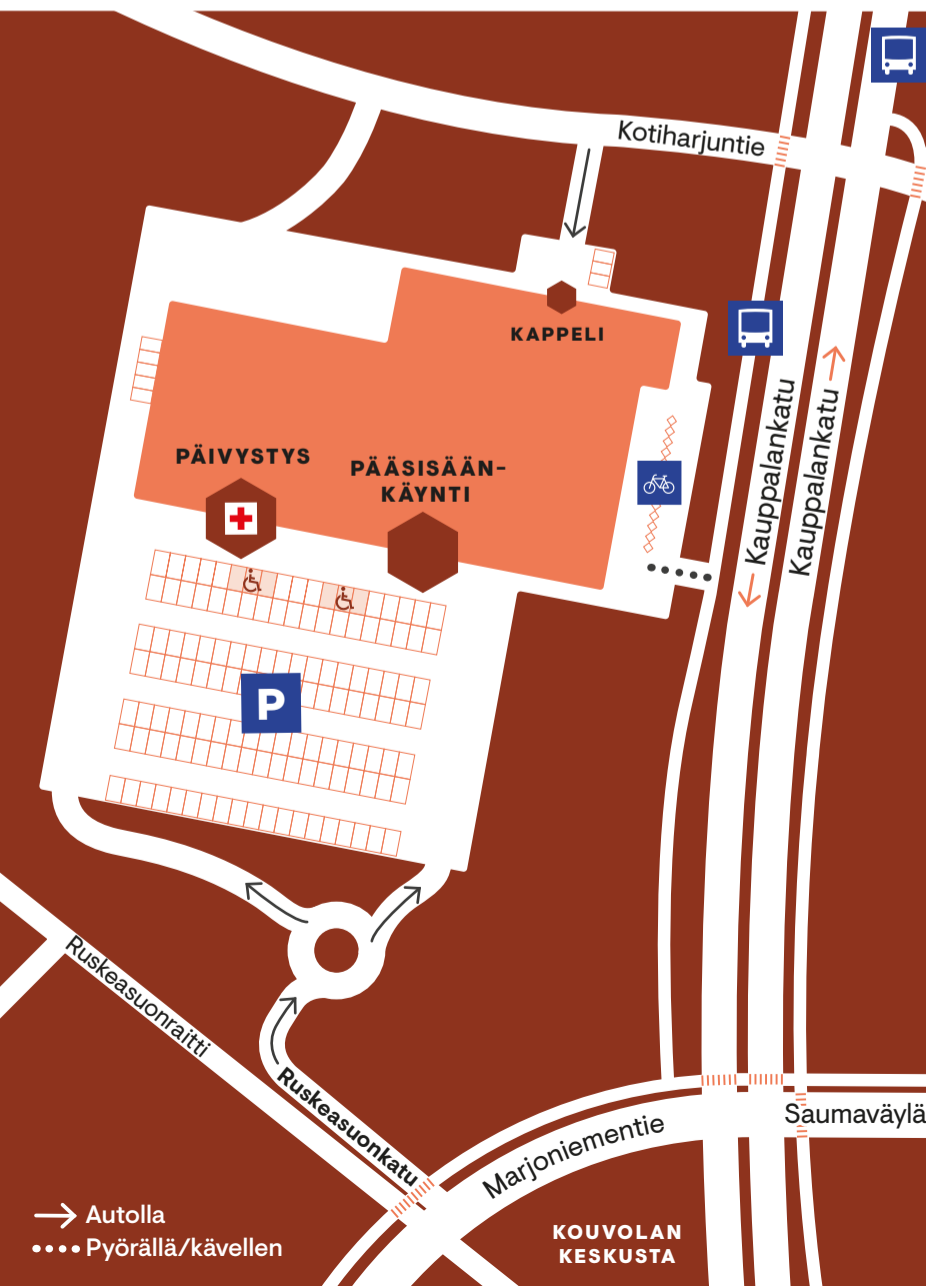 Kotiharjuntie
KAPPELI
PÄIVYSTYS
PÄÄSISÄÄN-
KÄYNTI
Kauppalankatu
Kauppalankatu
P
Ruskeasuonraitti
Ruskeasuonkatu
Marjoniementie
Saumaväylä
KOUVOLAN
KESKUSTA
Autolla
Pyörällä/kävellen